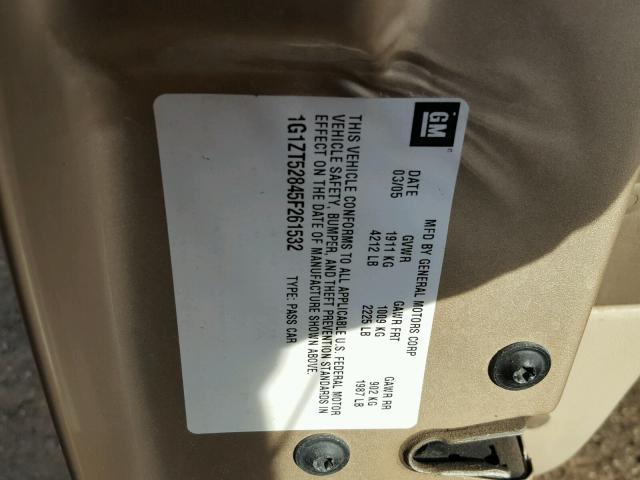 GM
MFD BY GENERAL MOTORS CORP
DATE GVWR GAWR FRT GAWR RR
03/05 1911 KG 1009 KG 902 KG
4212 LB 2225 LB 1987 LB
THIS VEHICLE CONFORMS TO ALL APPLICABLE U.S. FEDERAL MOTOR
VEHICLE SAFETY, BUMPER, AND THEFT PREVENTION STANDARDS IN
EFFECT ON THE DATE OF MANUFACTURE SHOWN ABOVE.
1G1ZT52845F261532 TYPE: PASS CAR